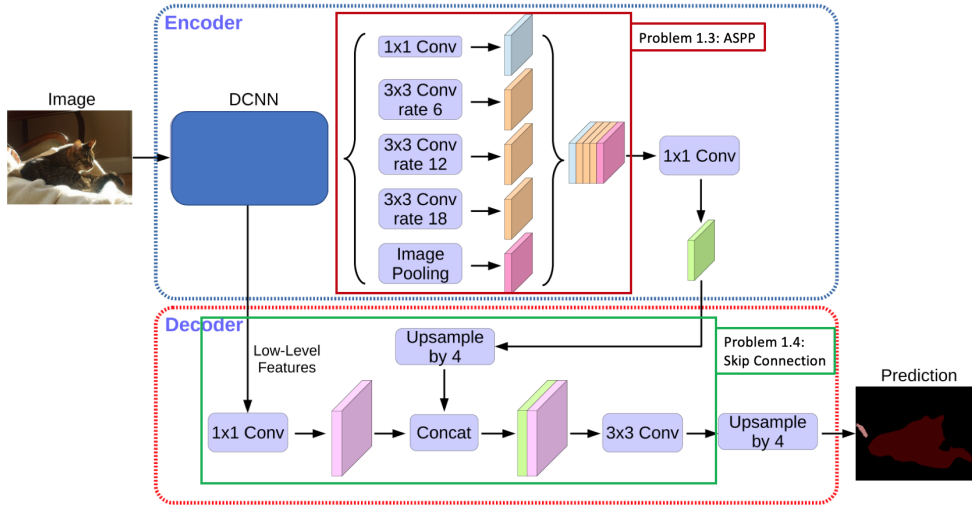 Encoder
Problem 1.3: ASPP
Image
DCNN
1x1 Conv
3x3 Conv
rate 6
3x3 Conv
rate 12
3x3 Conv
rate 18
Image
Pooling
1x1 Conv
Decoder
Low-Level
Features
Upsample
by 4
Problem 1.4:
Skip Connection
1x1 Conv
Concat
3x3 Conv
Upsample
by 4
Prediction